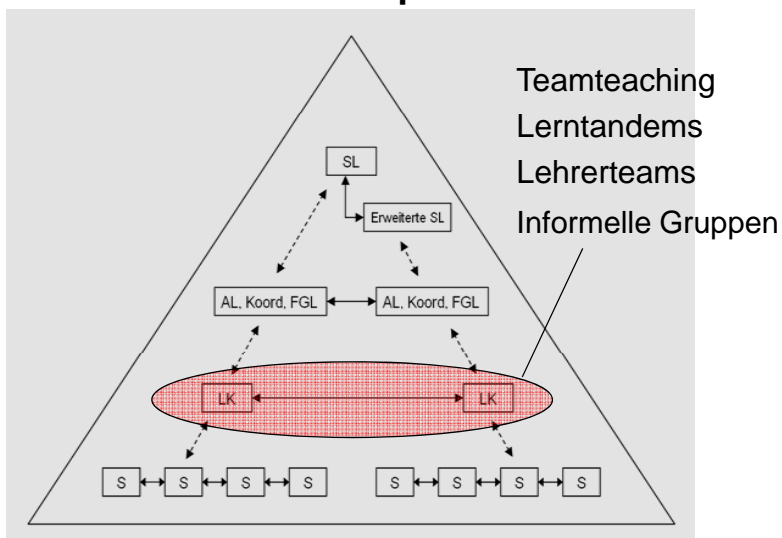 Teamteaching
Lerntandems
Lehrerteams
Informelle Gruppen
SL
Erweiterte SL
AL, Koord, FGL
AL, Koord, FGL
LK
LK
S
S
S
S
S
S
S
S